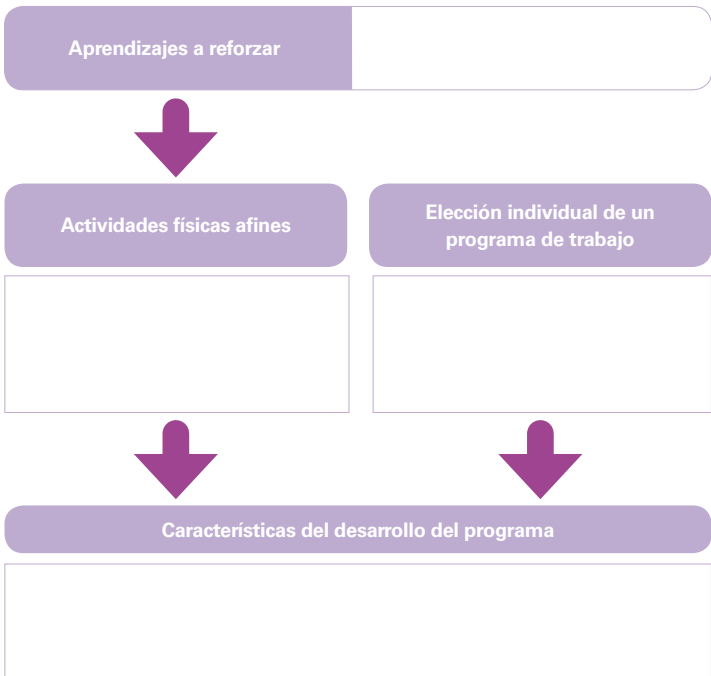 Aprendizajes a reforzar
Actividades físicas afines
Elección individual de un
programa de trabajo
Características del desarrollo del programa